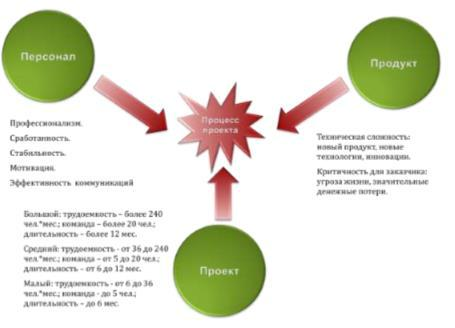 Персонал
Продукт
Процесс
проекта
Профессионализм.
Сработанность.
Стабильность.
Мотивация.
Эффективность коммуникаций
Техническая сложность:
новый продукт, новые
технологии, инновации.
Критичность для заказчика:
угроза жизни, значительные
денежные потери.
Большой: трудоемкость – более 240
чел.*мес.; команда – более 20 чел.;
длительность – более 12 мес.
Средний: трудоемкость - от 36 до 240
чел.*мес.; команда – от 5 до 20 чел.;
длительность – от 6 до 12 мес.
Малый: трудоемкость - от 6 до 36
чел.*мес.; команда - до 5 чел.;
длительность – до 6 мес.
Проект